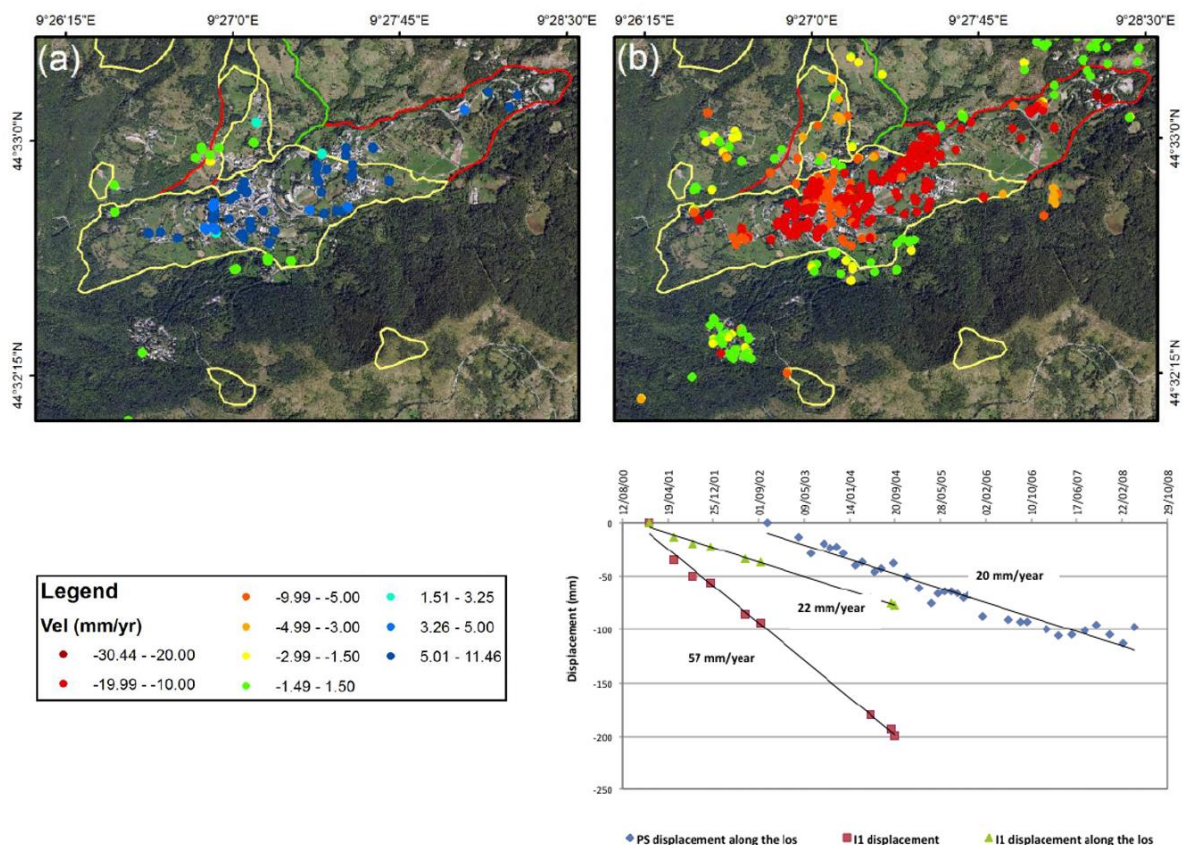 9°26'15"E 9°27'0"E 9°27'45"E 9°28'30"E
9°26'15"E 9°27'0"E 9°27'45"E 9°28'30"E
(a)
(b)
44°33'0"N
44°32'15"N
44°33'0"N
44°32'15"N
Legend
Vel (mm/yr)
-30.44 - -20.00
-19.99 - -10.00
-9.99 - -5.00
-4.99 - -3.00
-2.99 - -1.50
-1.49 - 1.50
1.51 - 3.25
3.26 - 5.00
5.01 - 11.46
12/08/00
19/04/01
25/12/01
01/09/02
09/05/03
14/01/04
20/09/04
28/05/05
02/02/06
10/10/06
17/06/07
22/02/08
29/10/08
Displacement (mm)
0
-50
-100
-150
-200
-250
20 mm/year
22 mm/year
57 mm/year
PS displacement along the los
I1 displacement
I1 displacement along the los